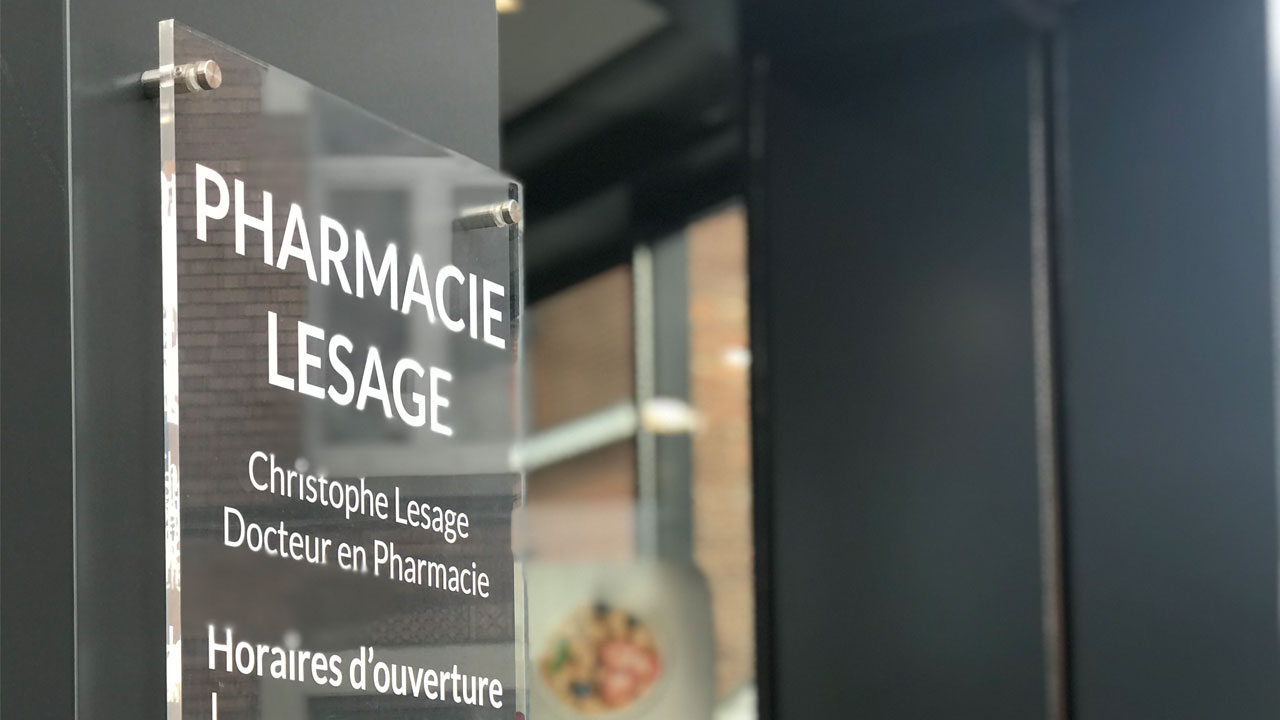 PHARMACIE
LESAGE
Christophe Lesage
Docteur en Pharmacie
Horaires d’ouverture